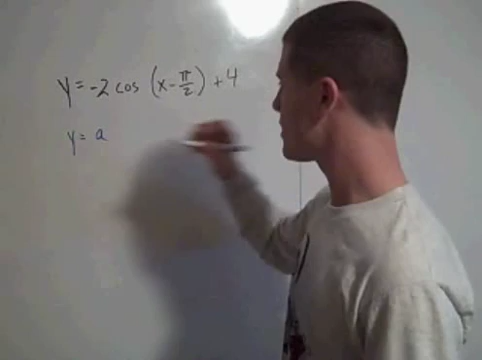 y = -2 cos (x - π/2) + 4
y = a